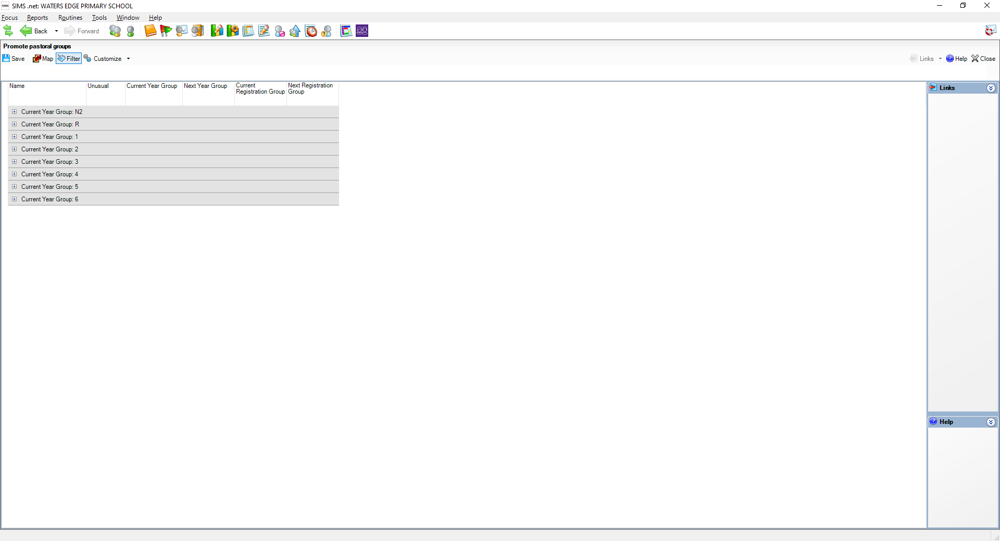 SIMS .net: WATERS EDGE PRIMARY SCHOOL
Focus Reports Routines Tools Window Help
Back Forward
Promote pastoral groups
Save Map Filter Customize Links Help Close
Name Unusual Current Year Group Next Year Group Current Registration Group Next Registration Group
Current Year Group: N2
Current Year Group: R
Current Year Group: 1
Current Year Group: 2
Current Year Group: 3
Current Year Group: 4
Current Year Group: 5
Current Year Group: 6
Links
Help